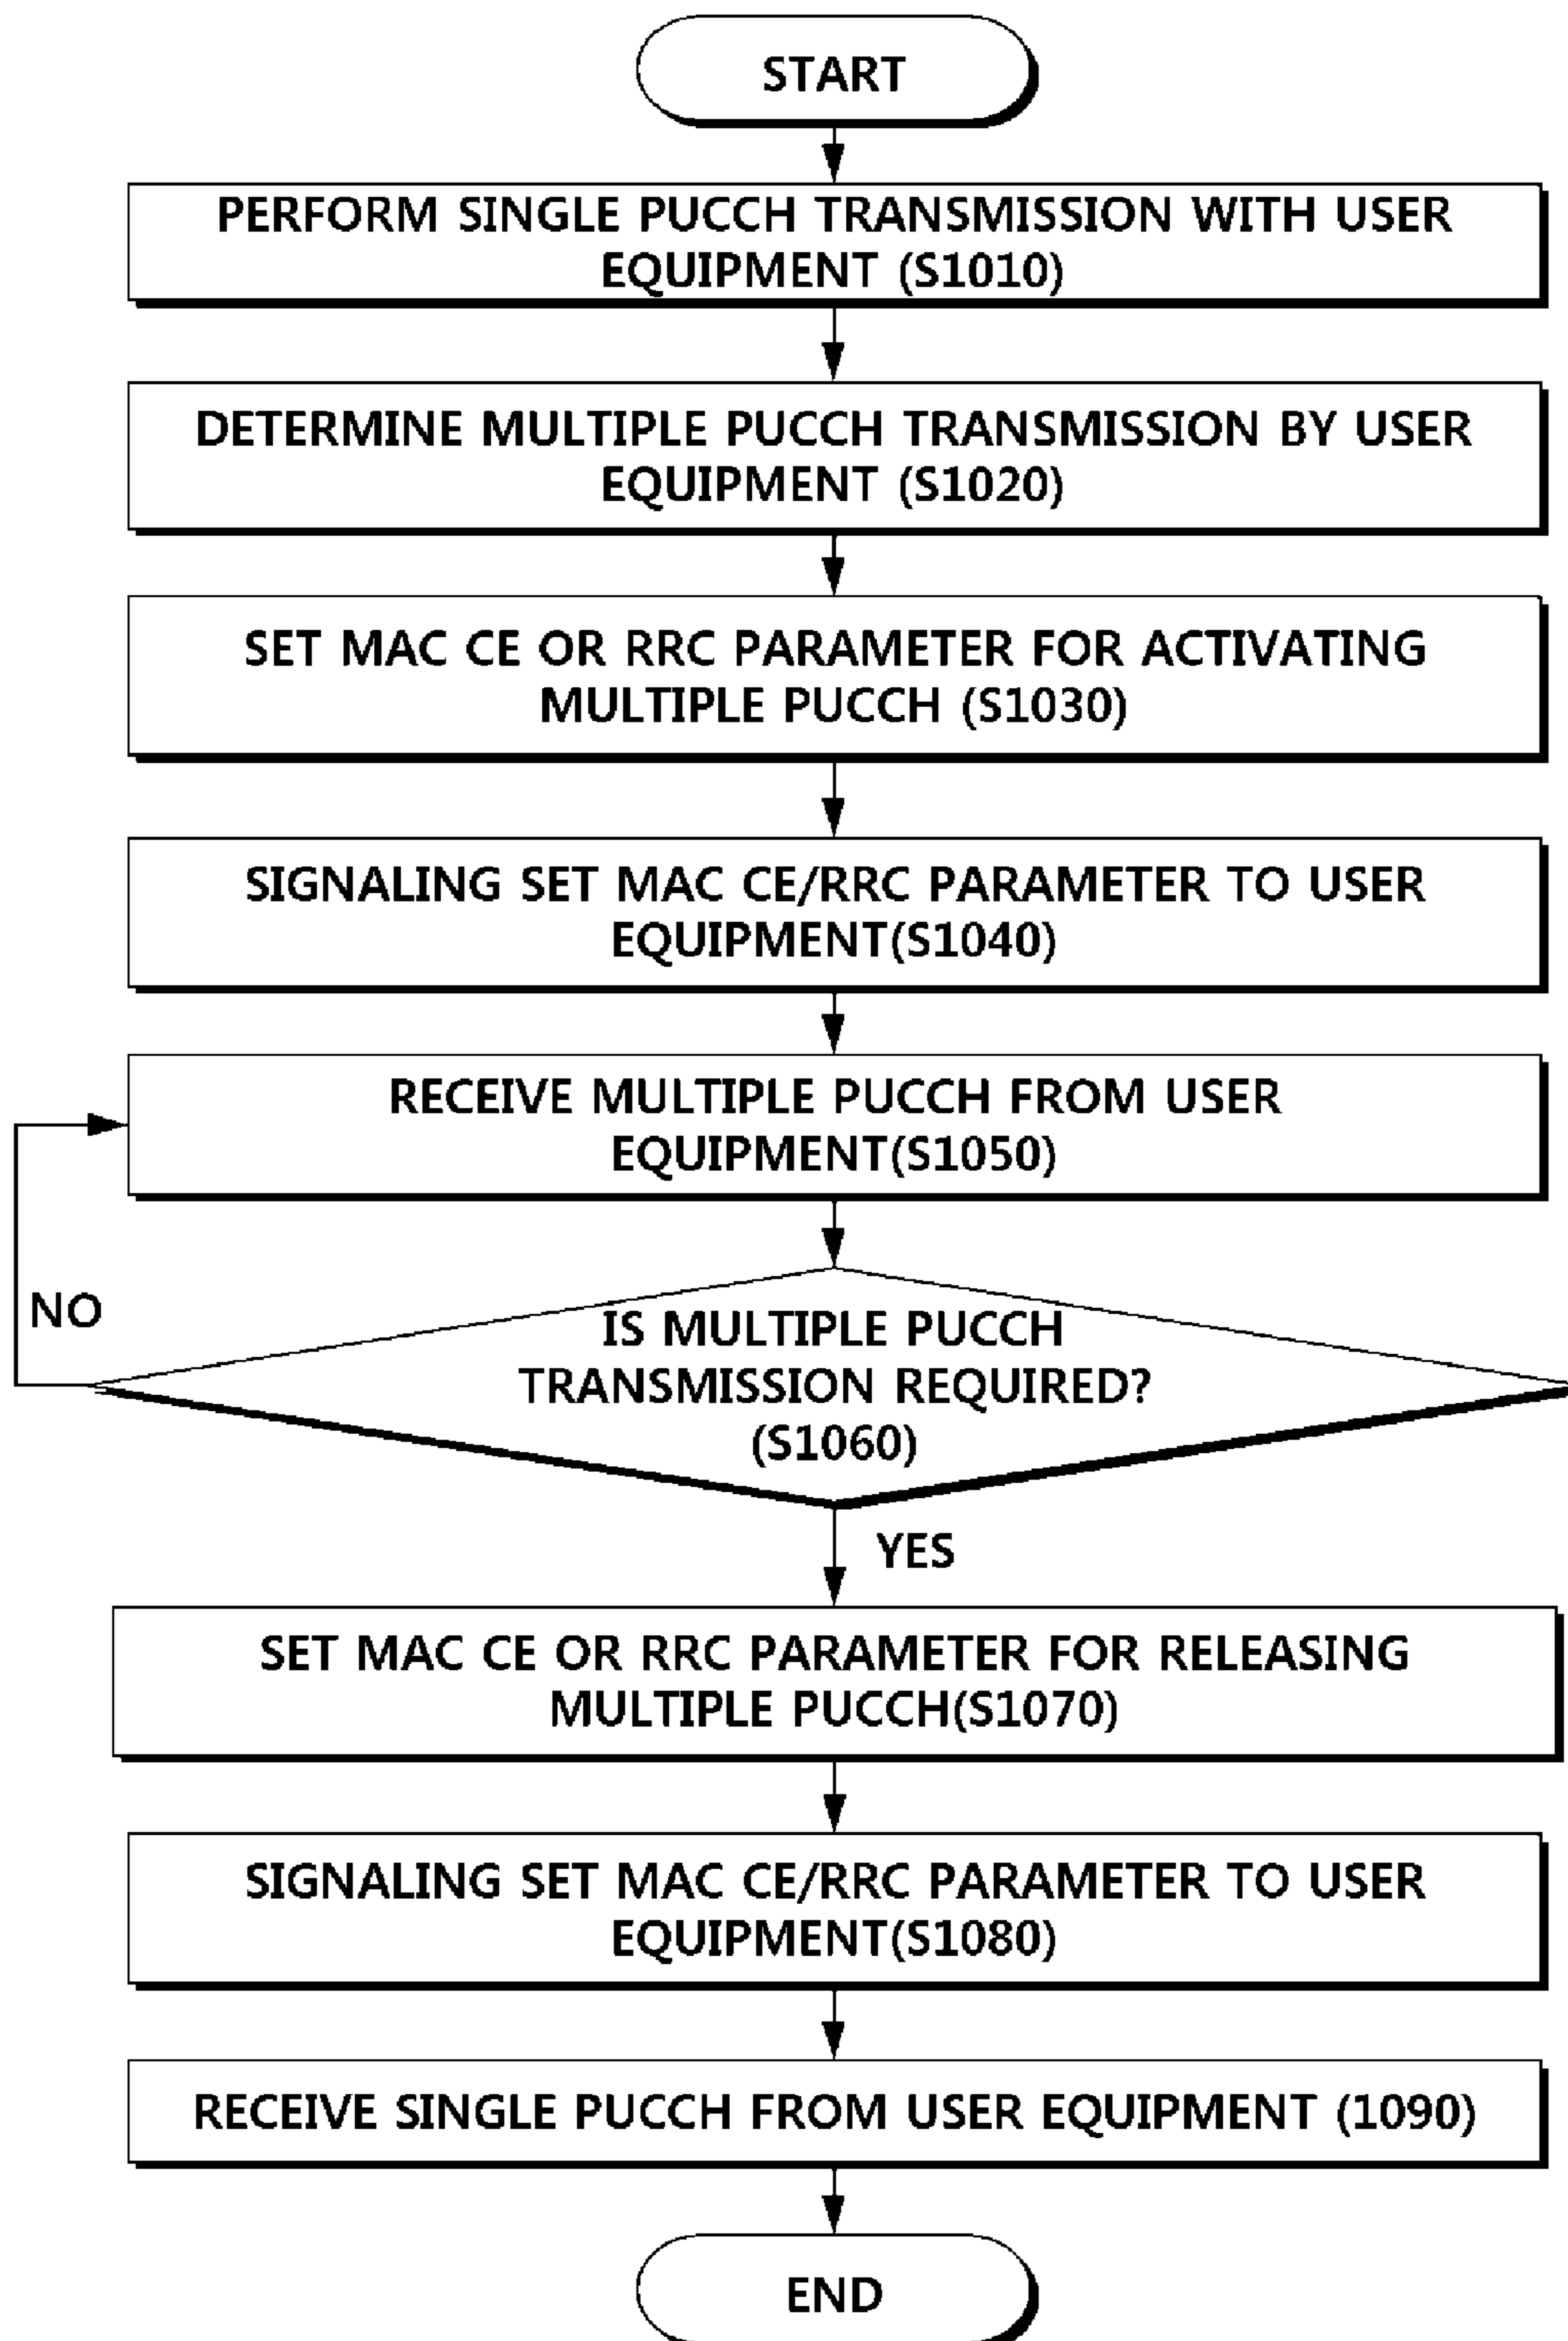 START
PERFORM SINGLE PUCCH TRANSMISSION WITH USER
EQUIPMENT (S1010)
DETERMINE MULTIPLE PUCCH TRANSMISSION BY USER
EQUIPMENT (S1020)
SET MAC CE OR RRC PARAMETER FOR ACTIVATING
MULTIPLE PUCCH (S1030)
SIGNALING SET MAC CE/RRC PARAMETER TO USER
EQUIPMENT(S1040)
RECEIVE MULTIPLE PUCCH FROM USER
EQUIPMENT(S1050)
NO
IS MULTIPLE PUCCH
TRANSMISSION REQUIRED?
(S1060)
YES
SET MAC CE OR RRC PARAMETER FOR RELEASING
MULTIPLE PUCCH(S1070)
SIGNALING SET MAC CE/RRC PARAMETER TO USER
EQUIPMENT(S1080)
RECEIVE SINGLE PUCCH FROM USER EQUIPMENT (1090)
END